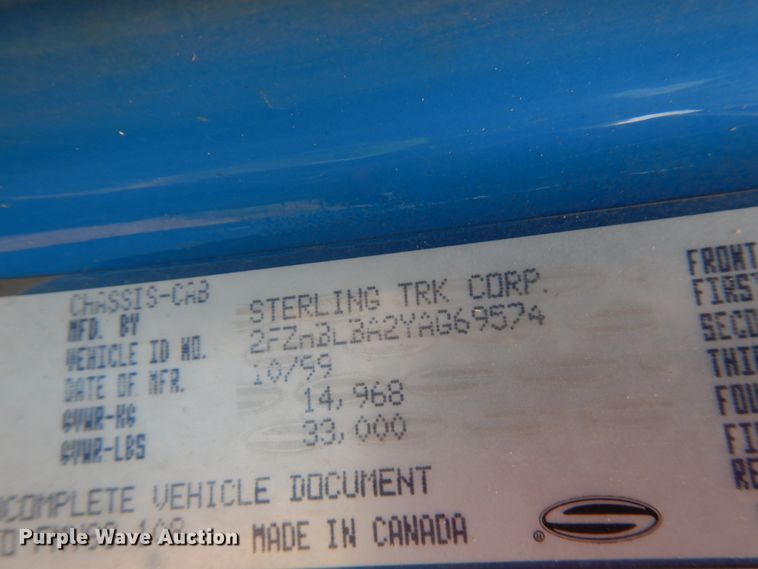 CHASSIS-CAB STERLING TRK CORP.
MFD. BY
VEHICLE ID NO. 2FZHBLBA2YAG69574
DATE OF MFR. 10/99
GVWR-KG 14,968
GVWR-LBS 33,000
COMPLETE VEHICLE DOCUMENT
MADE IN CANADA
®
FRONT
FIRST
SECO
THI
FOU
FI
RE
Purple Wave Auction